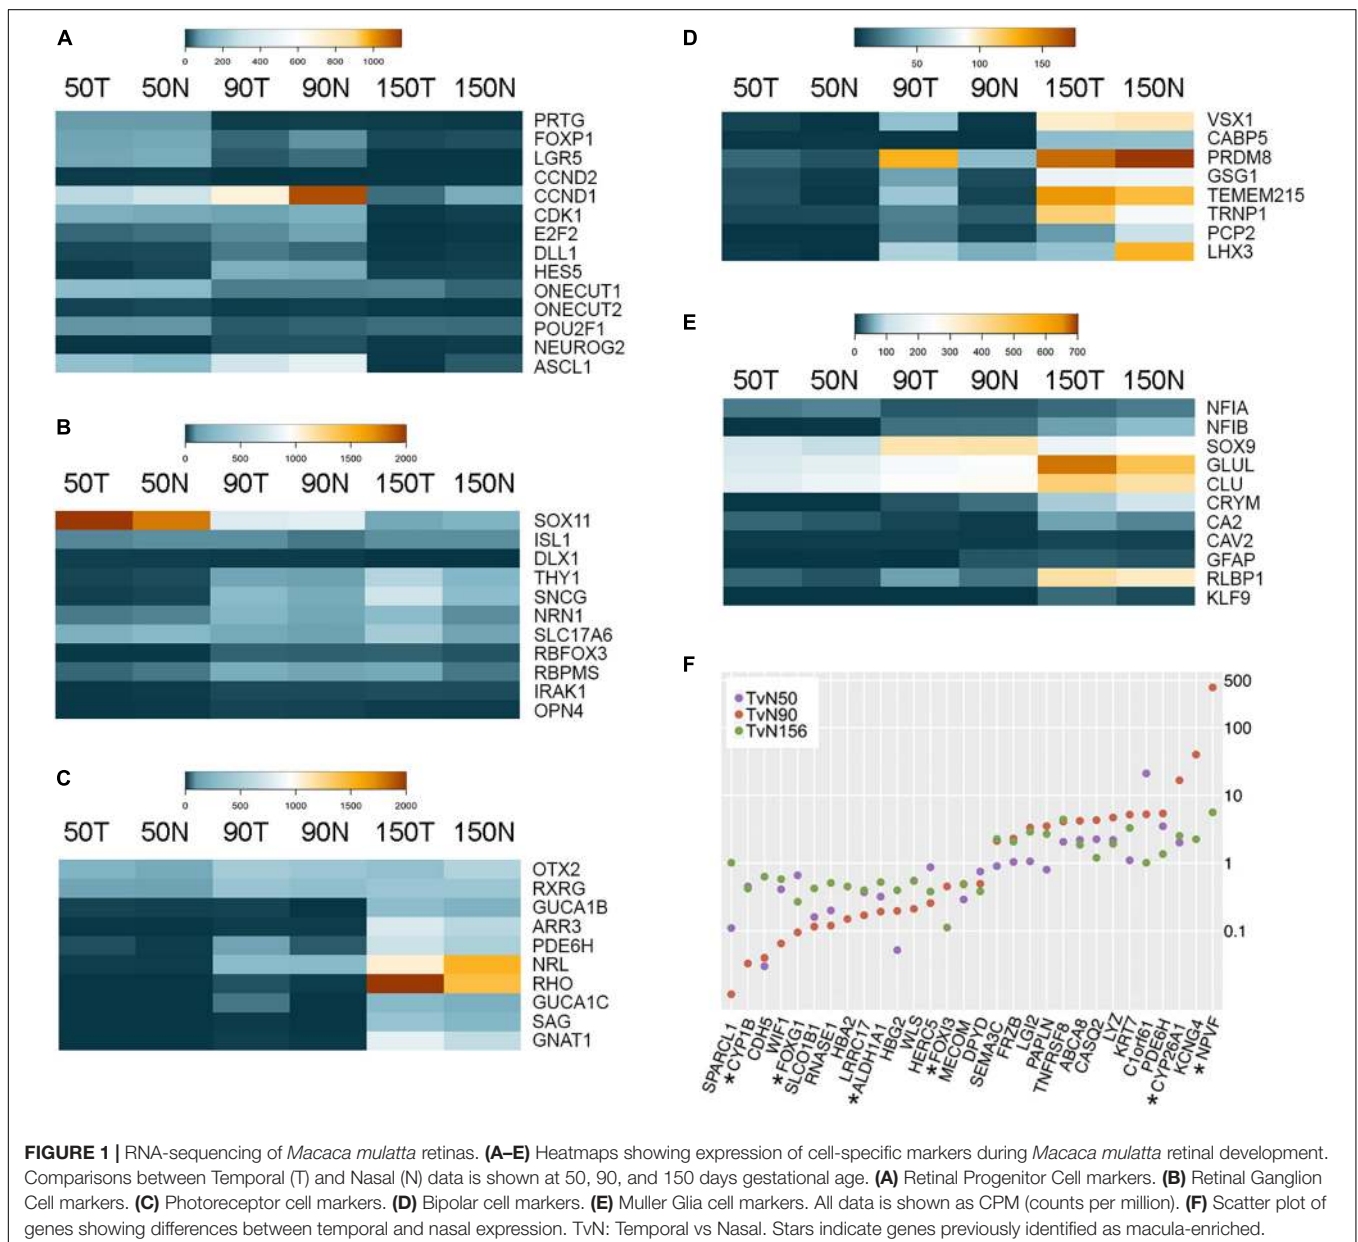 A
0 200 400 600 800 1000
50T 50N 90T 90N 150T 150N
PRTG
FOXP1
LGR5
CCND2
CCND1
CDK1
E2F2
DLL1
HES5
ONECUT1
ONECUT2
POU2F1
NEUROG2
ASCL1
B
0 500 1000 1500 2000
50T 50N 90T 90N 150T 150N
SOX11
ISL1
DLX1
THY1
SNCG
NRN1
SLC17A6
RBFOX3
RBPMS
IRAK1
OPN4
C
0 500 1000 1500 2000
50T 50N 90T 90N 150T 150N
OTX2
RXRG
GUCA1B
ARR3
PDE6H
NRL
RHO
GUCA1C
SAG
GNAT1
D
50 100 150
50T 50N 90T 90N 150T 150N
VSX1
CABP5
PRDM8
GSG1
TEMEM215
TRNP1
PCP2
LHX3
E
0 100 200 300 400 500 600 700
50T 50N 90T 90N 150T 150N
NFIA
NFIB
SOX9
GLUL
CLU
CRYM
CA2
CAV2
GFAP
RLBP1
KLF9
F
TvN50
TvN90
TvN156
500
100
10
1
0.1
SPARCL1
*CYP1B
CDH5
WIF1
*FOXG1
SLCO1B1
RNASE1
HBA2
LRRC17
*ALDH1A1
HBG2
WLS
HERC5
*FOXI3
MECOM
DPYD
SEMA3C
FRZB
LGI2
PAPLN
TNFRSF8
ABCA8
CASQ2
LYZ
KRT7
C1orf61
PDE6H
*CYP26A1
KCNG4
*NPVF
FIGURE 1 | RNA-sequencing of Macaca mulatta retinas. (A–E) Heatmaps showing expression of cell-specific markers during Macaca mulatta retinal development.
Comparisons between Temporal (T) and Nasal (N) data is shown at 50, 90, and 150 days gestational age. (A) Retinal Progenitor Cell markers. (B) Retinal Ganglion
Cell markers. (C) Photoreceptor cell markers. (D) Bipolar cell markers. (E) Muller Glia cell markers. All data is shown as CPM (counts per million). (F) Scatter plot of
genes showing differences between temporal and nasal expression. TvN: Temporal vs Nasal. Stars indicate genes previously identified as macula-enriched.